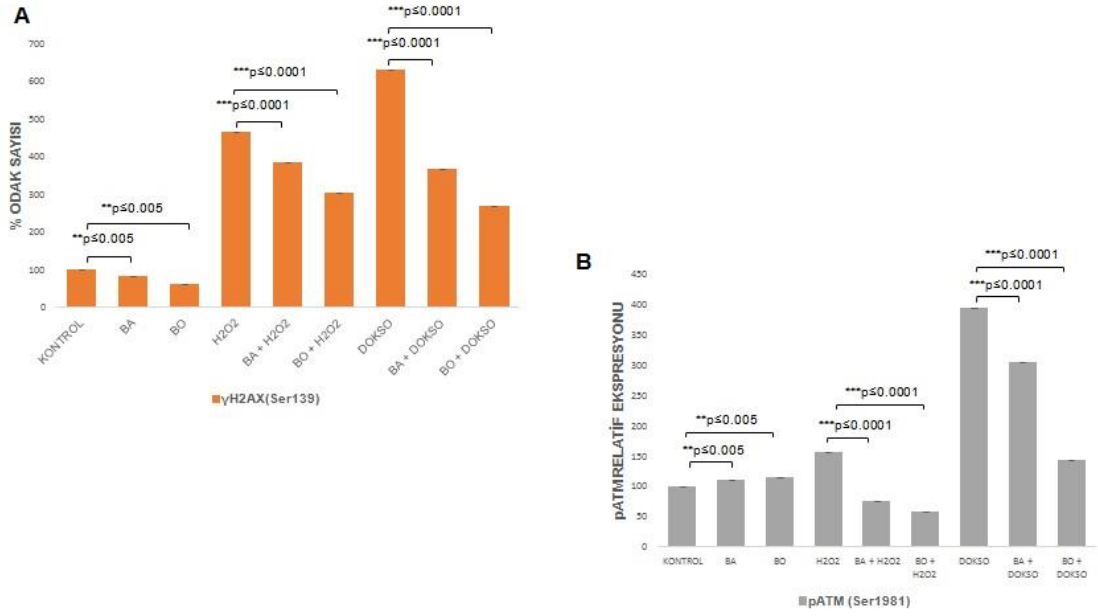 A
***p≤0.0001
***p≤0.0001
***p≤0.0001
***p≤0.0001
**p≤0.005
**p≤0.005
% ODAK SAYISI
700
600
500
400
300
200
100
0
KONTROL
BA
BO
H2O2
BA + H2O2
BO + H2O2
DOKSO
BA + DOKSO
BO + DOKSO
γH2AX(Ser139)
B
***p≤0.0001
***p≤0.0001
***p≤0.0001
***p≤0.0001
**p≤0.005
**p≤0.005
pATMRELATİF EKSPRESYONU
450
400
350
300
250
200
150
100
50
0
KONTROL
BA
BO
H2O2
BA + H2O2
BO +
H2O2
DOKSO
BA +
DOKSO
BO +
DOKSO
pATM (Ser1981)